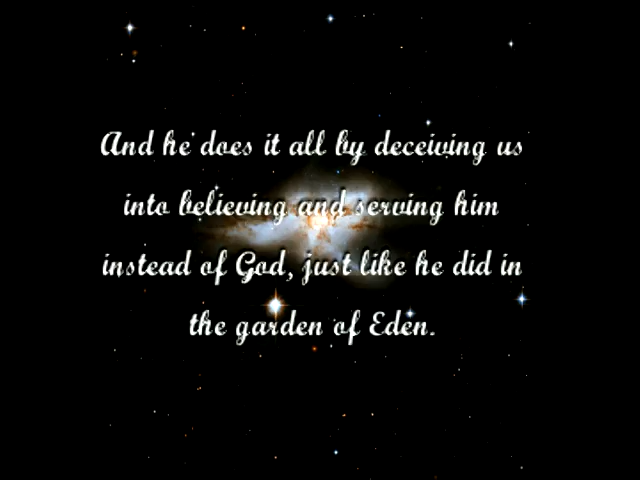 And he does it all by deceiving us
into believing and serving him
instead of God, just like he did in
the garden of Eden.